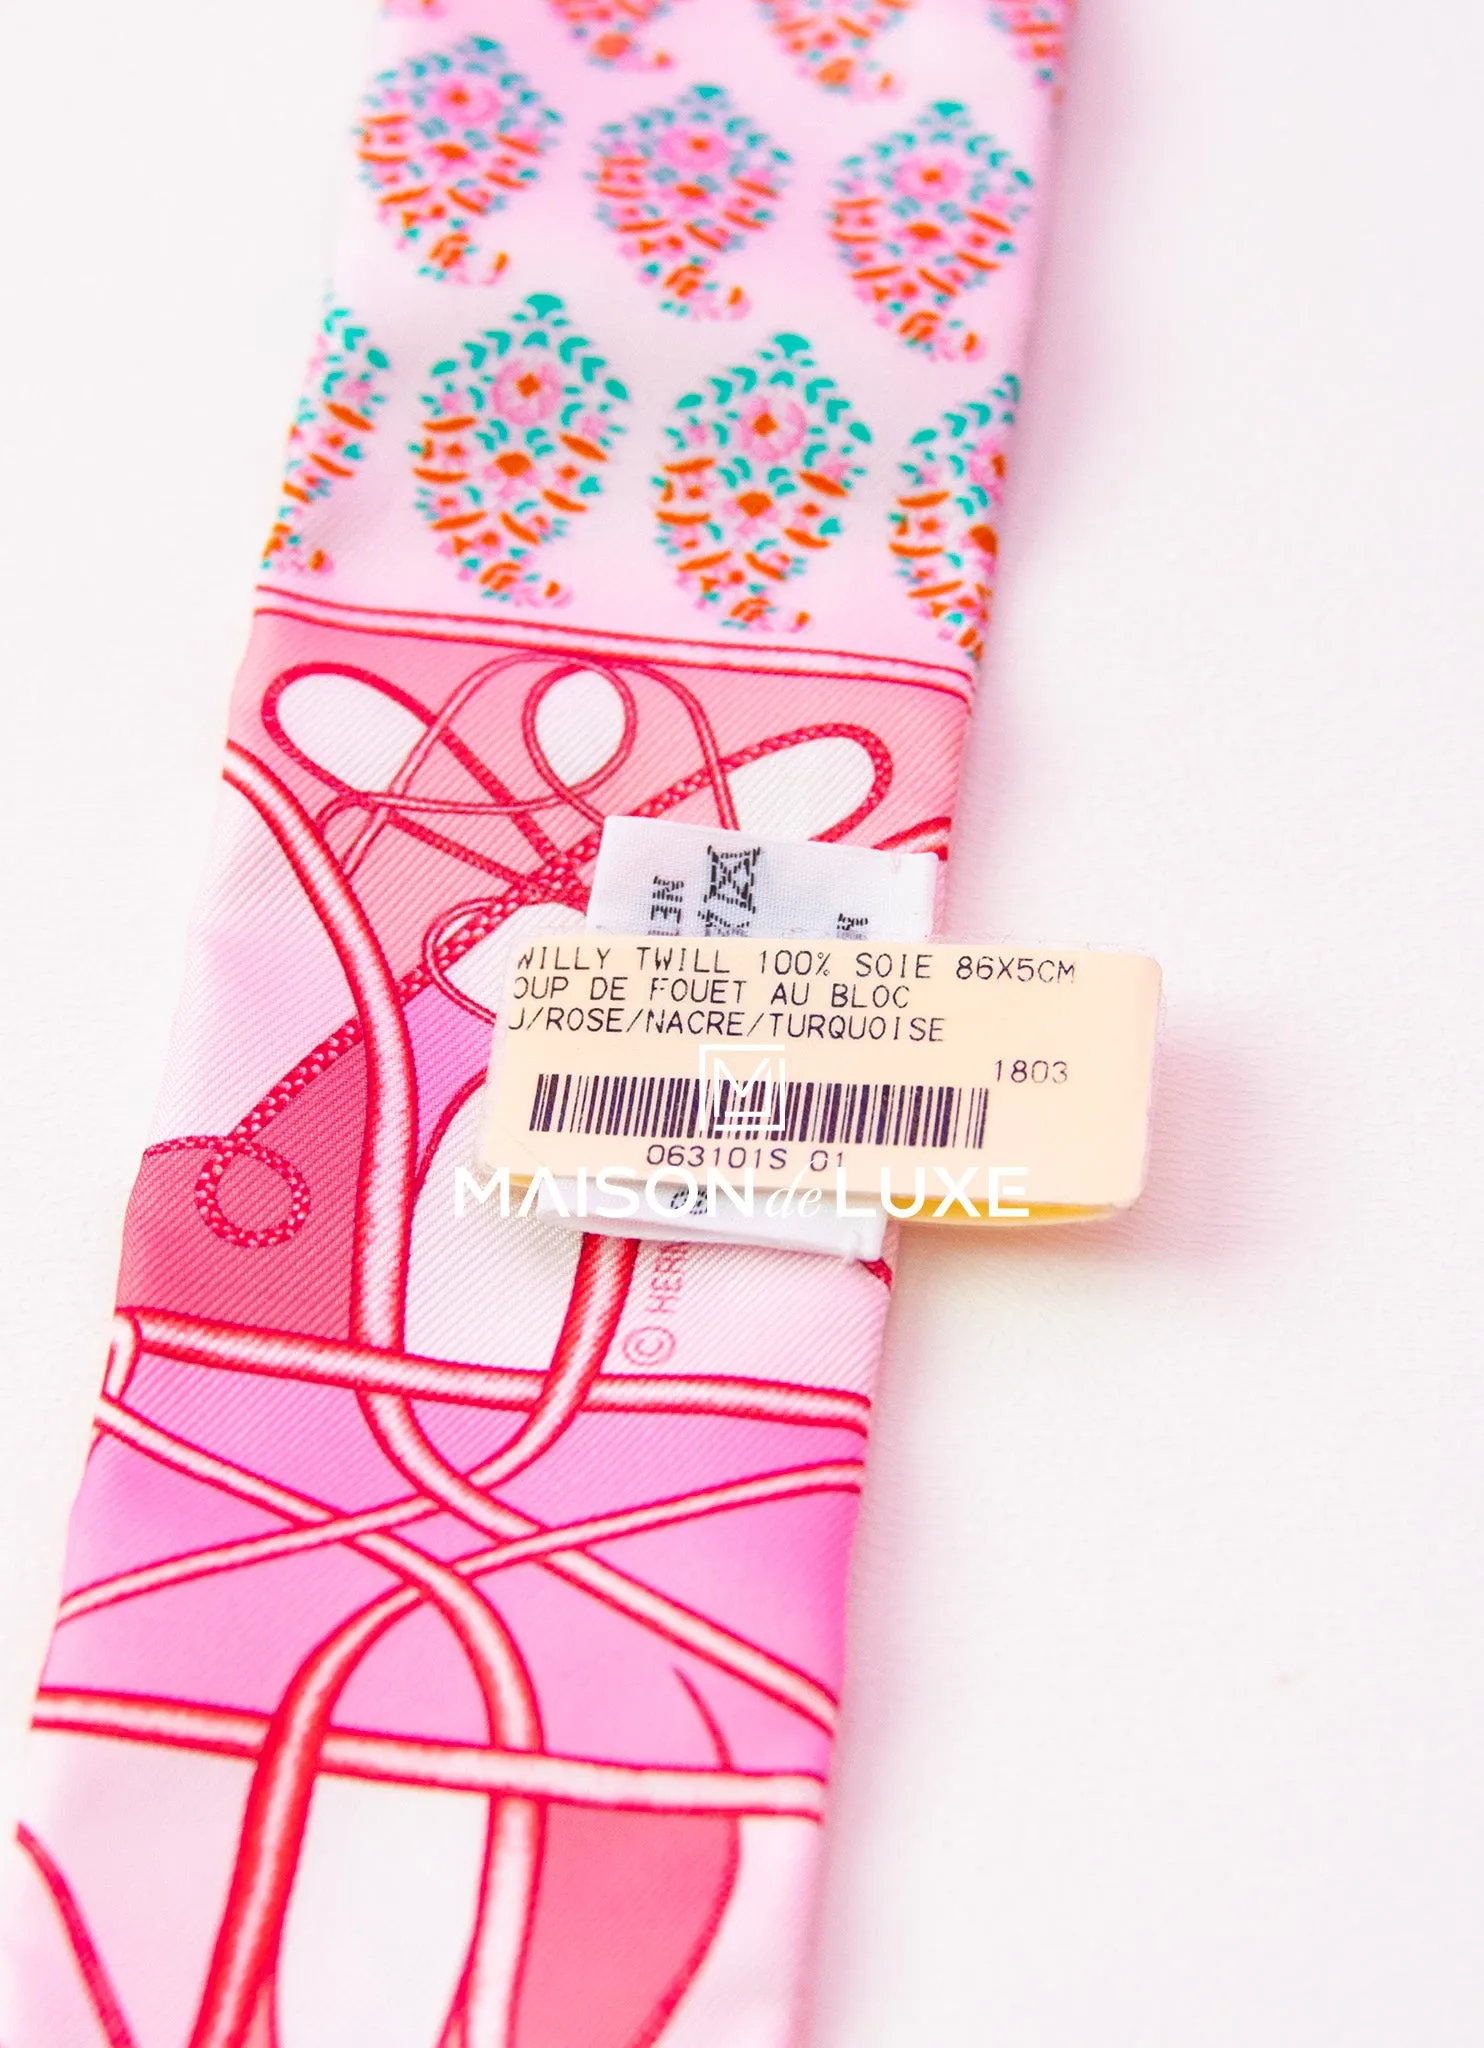 WILLY TWILL 100% SOIE 86X5CM
OUP DE FOUET AU BLOC
U/ROSE/NACRE/TURQUOISE
1803
063101S 01
MAISON de LUXE
© HER